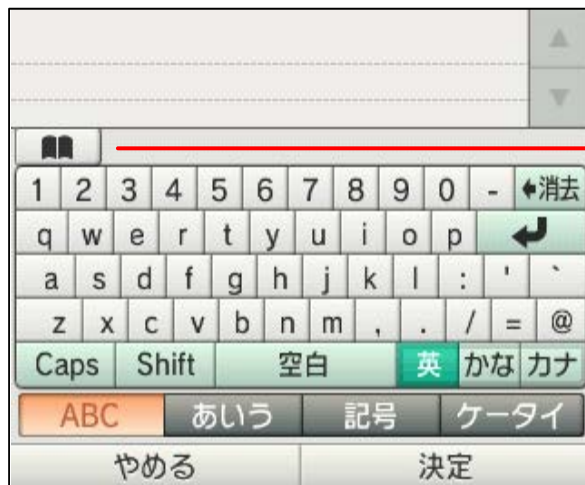 1 2 3 4 5 6 7 8 9 0 - 消去
q w e r t y u i o p
a s d f g h j k l : ' `
z x c v b n m , . / = @
Caps Shift 空白 英 かな カナ
ABC あいう 記号 ケータイ
やめる 決定